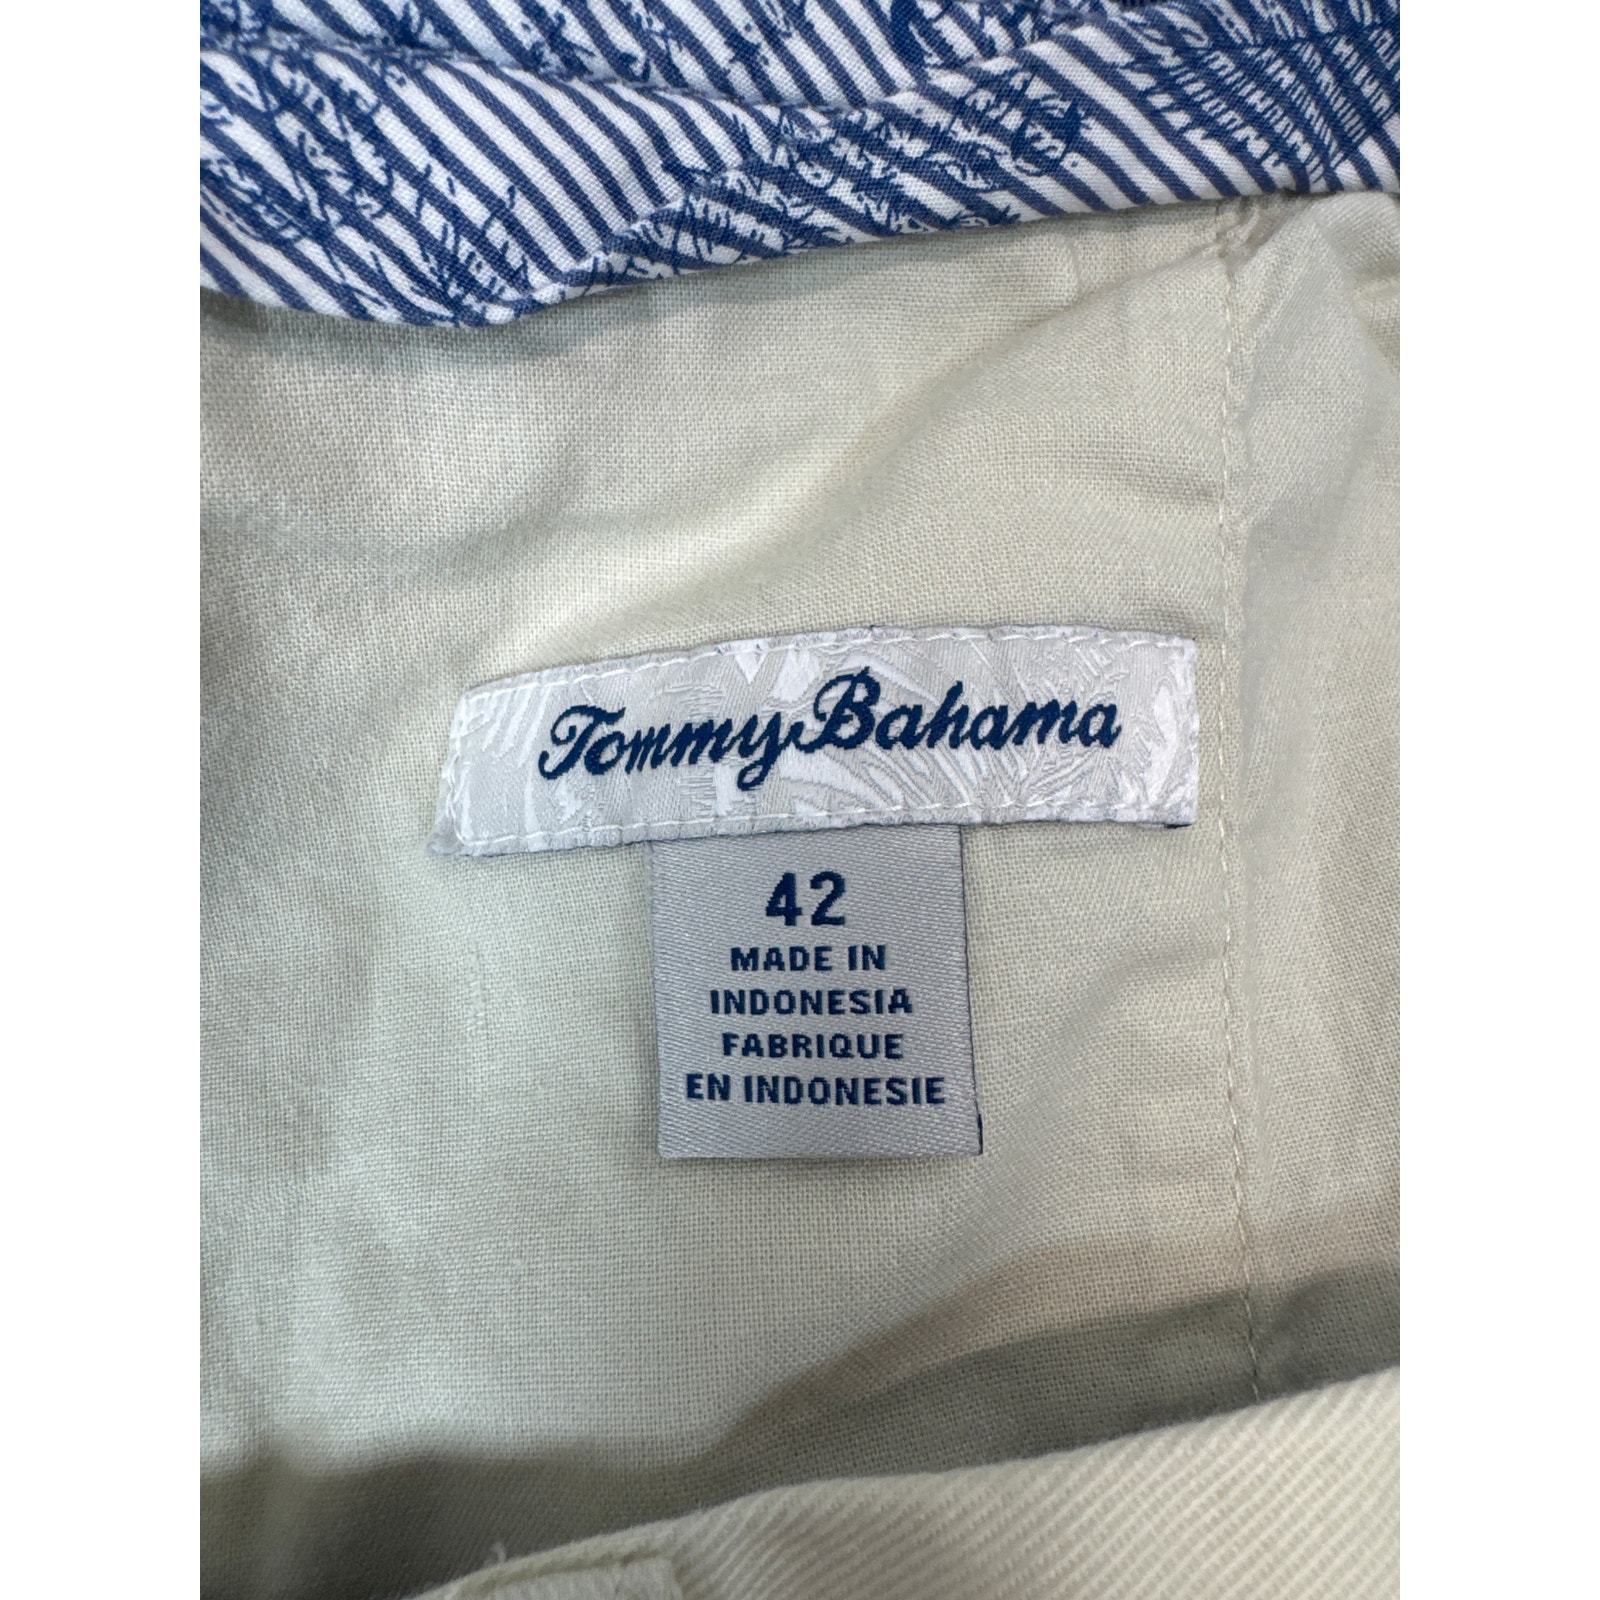 Tommy Bahama
42
MADE IN
INDONESIA
FABRIQUE
EN INDONESIE